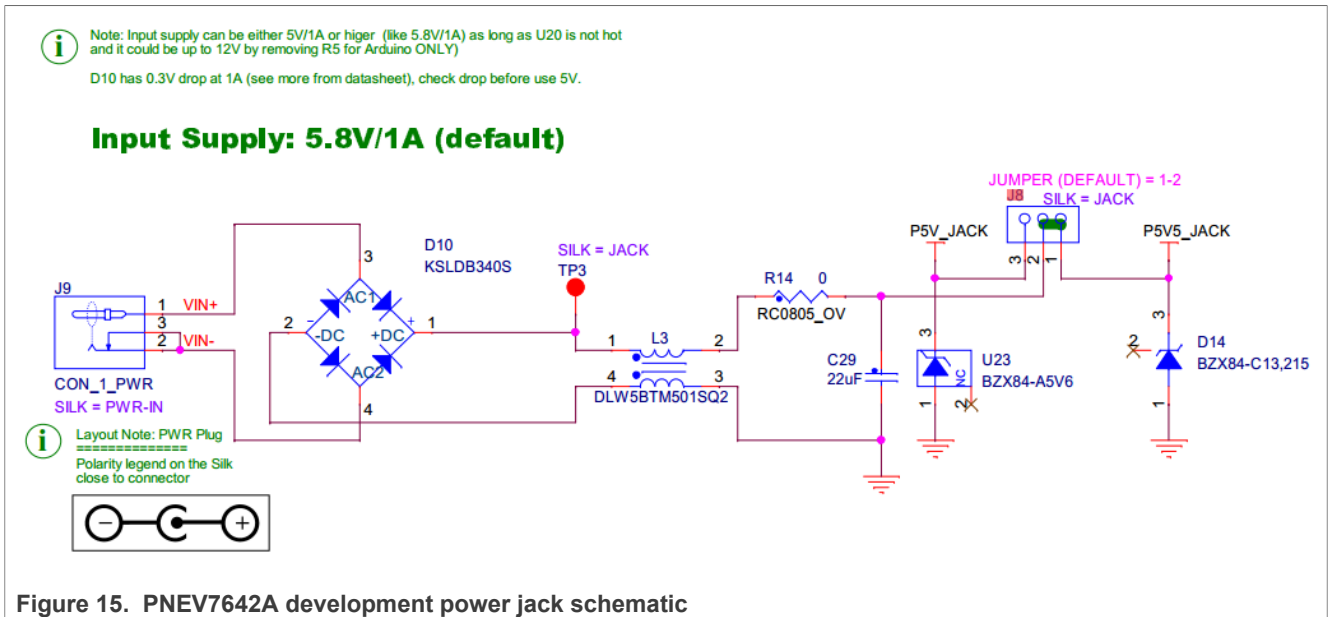 Note: Input supply can be either 5V/1A or higer (like 5.8V/1A) as long as U20 is not hot
and it could be up to 12V by removing R5 for Arduino ONLY)
D10 has 0.3V drop at 1A (see more from datasheet), check drop before use 5V.
Input Supply: 5.8V/1A (default)
JUMPER (DEFAULT) = 1-2
J8 SILK = JACK
P5V_JACK
P5V5_JACK
3 2 1
D10
KSLDB340S
SILK = JACK
TP3
3
AC1
2 - -DC +DC + 1
AC2
4
J9
1 VIN+
3
2 VIN-
CON_1_PWR
SILK = PWR-IN
R14 0
RC0805_OV
1 L3 2
4 3
DLW5BTM501SQ2
C29
22uF
3
U23
BZX84-A5V6
NC
1 2
3
2
D14
BZX84-C13,215
1
Layout Note: PWR Plug
==============
Polarity legend on the Silk
close to connector
- +
Figure 15. PNEV7642A development power jack schematic